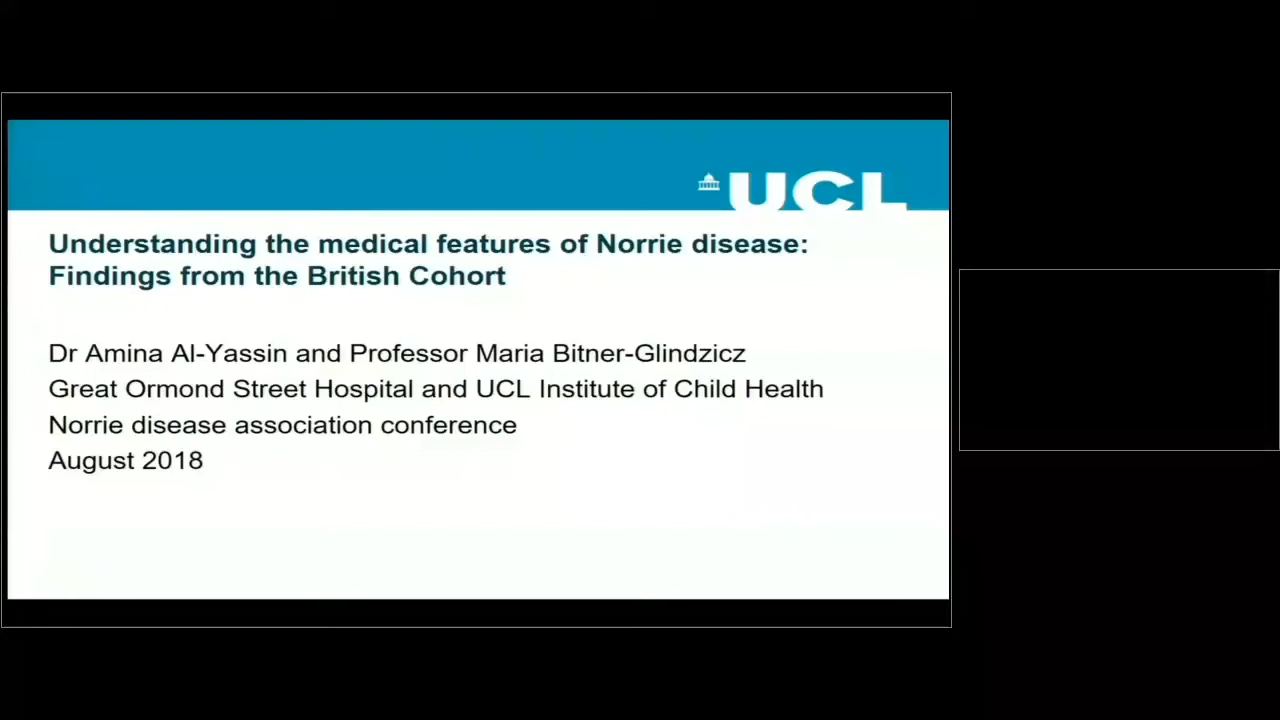 UCL
Understanding the medical features of Norrie disease:
Findings from the British Cohort
Dr Amina Al-Yassin and Professor Maria Bitner-Glindzicz
Great Ormond Street Hospital and UCL Institute of Child Health
Norrie disease association conference
August 2018